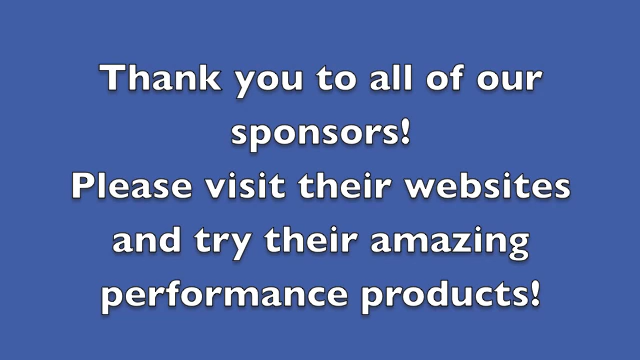 Thank you to all of our
sponsors!
Please visit their websites
and try their amazing
performance products!